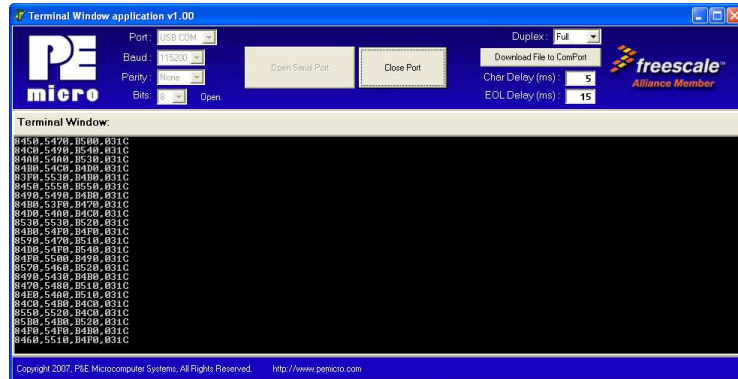 Terminal Window application v1.00
PE
micro
Port: USB COM
Baud: 115200
Parity: None
Bits: 8 Open.
Open Serial Port
Close Port
Duplex: Full
Download File to ComPort
Char Delay (ms): 5
EOL Delay (ms): 15
freescale™
Alliance Member
Terminal Window:
8450,5470,B500,031C
84C0,5490,B540,031C
84A0,54A0,B530,031C
84B0,54C0,B4D0,031C
83F0,5530,B4B0,031C
8450,5550,B550,031C
8490,5490,B4B0,031C
84B0,53F0,B470,031C
84D0,54A0,B4C0,031C
8530,5530,B520,031C
84B0,54F0,B4F0,031C
8590,5470,B510,031C
84D0,54F0,B540,031C
84F0,5500,B490,031C
8570,5460,B520,031C
8490,5430,B4B0,031C
8470,5480,B510,031C
84E0,54A0,B510,031C
84C0,54B0,B4C0,031C
8550,5520,B4C0,031C
85B0,54B0,B520,031C
84F0,54F0,B4B0,031C
8460,5510,B4F0,031C
Copyright 2007, P&E Microcomputer Systems, All Rights Reserved. http://www.pemicro.com